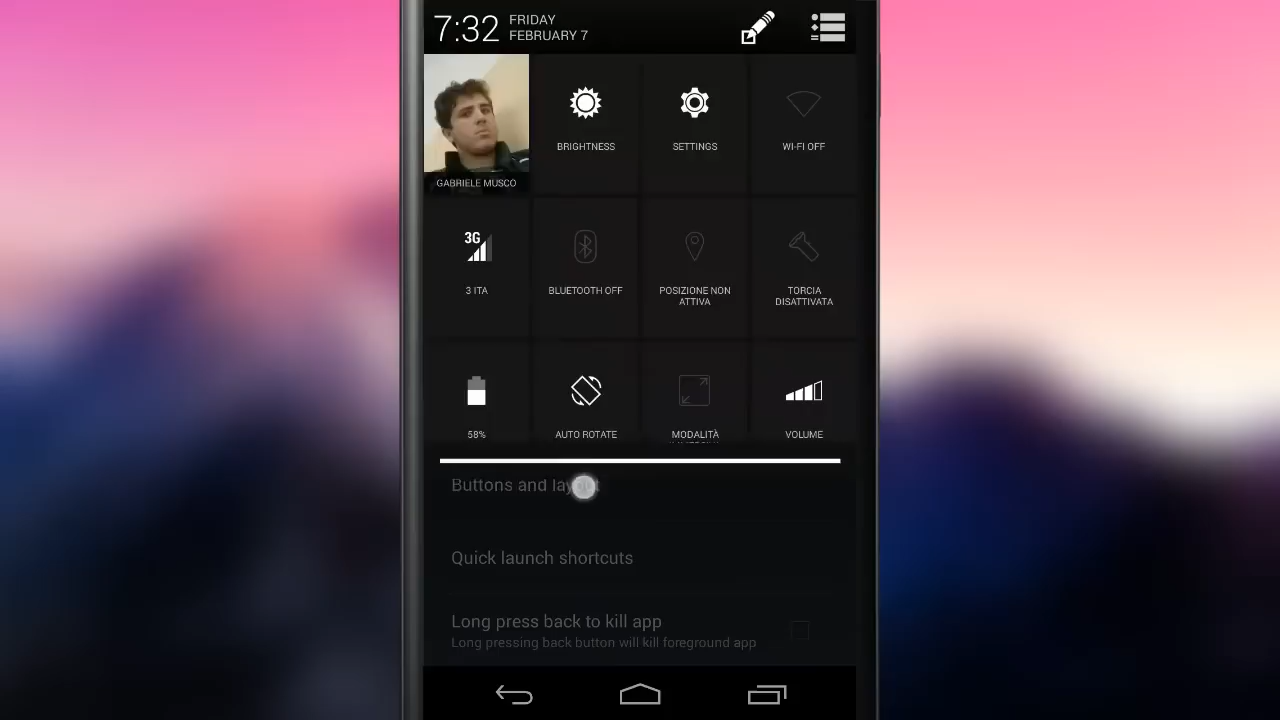 7:32
FRIDAY
FEBRUARY 7
GABRIELE MUSCO
BRIGHTNESS
SETTINGS
WI-FI OFF
3G
3 ITA
BLUETOOTH OFF
POSIZIONE NON
ATTIVA
TORCIA
DISATTIVATA
58%
AUTO ROTATE
MODALITÀ
VOLUME
Buttons and layout
Quick launch shortcuts
Long press back to kill app
Long pressing back button will kill foreground app